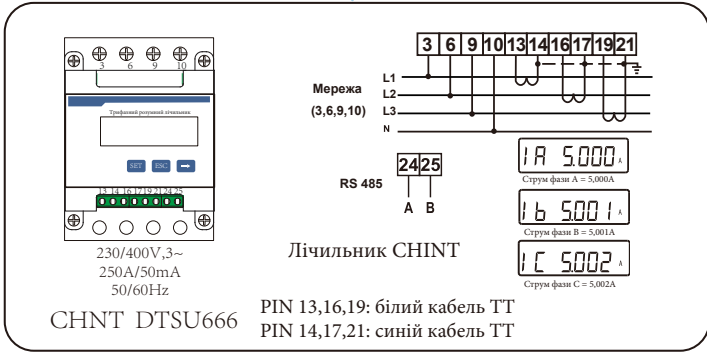 3 6 9 10 13 14 16 17 19 21
3 6 9 10
L1
Мережа
L2
(3,6,9,10)
L3
N
Трифазний розумний лічильник
SET ESC →
1A 5.000 A
Струм фази A = 5,000A
24 25
RS 485
A B
13 14 16 17 19 21 24 25
1b 5.001 A
Струм фази B = 5,001A
Лічильник CHINT
230/400V,3~
250A/50mA
50/60Hz
1C 5.002 A
Струм фази C = 5,002A
CHNT DTSU666
PIN 13,16,19: білий кабель ТТ
PIN 14,17,21: синій кабель ТТ